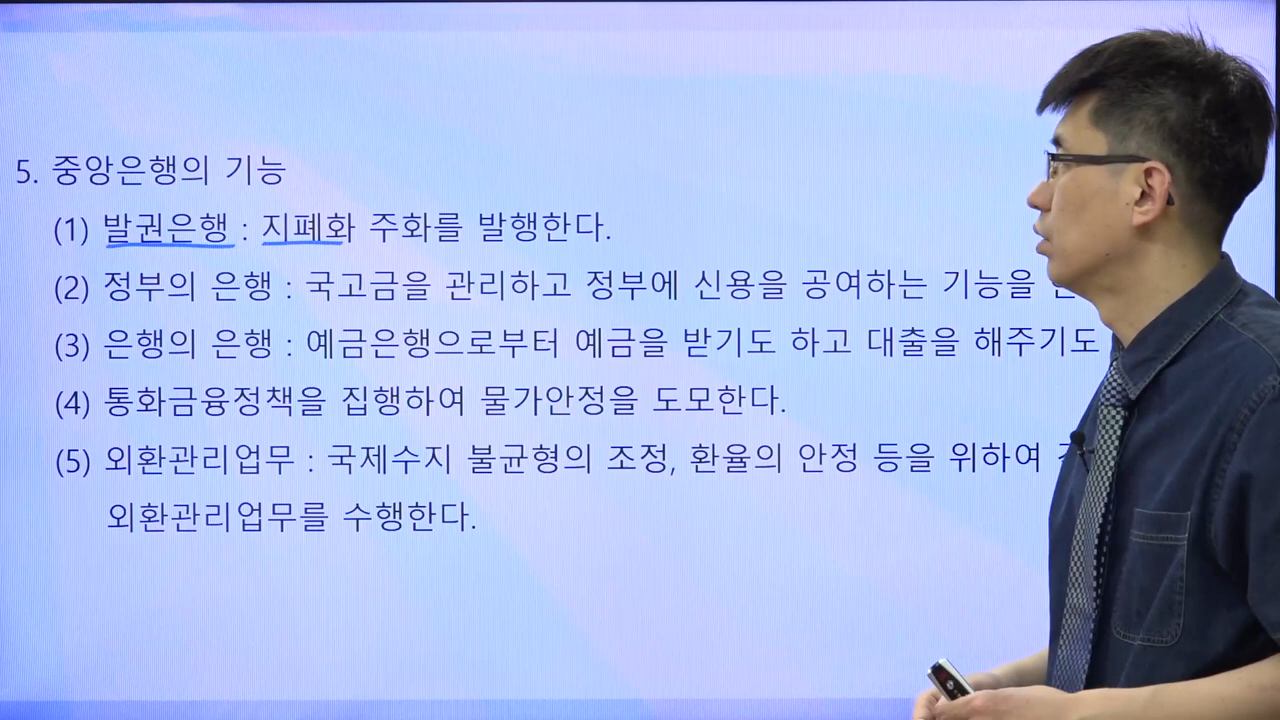 5. 중앙은행의 기능
(1) 발권은행 : 지폐화 주화를 발행한다.
(2) 정부의 은행 : 국고금을 관리하고 정부에 신용을 공여하는 기능을
(3) 은행의 은행 : 예금은행으로부터 예금을 받기도 하고 대출을 해주기도
(4) 통화금융정책을 집행하여 물가안정을 도모한다.
(5) 외환관리업무 : 국제수지 불균형의 조정, 환율의 안정 등을 위하여
외환관리업무를 수행한다.